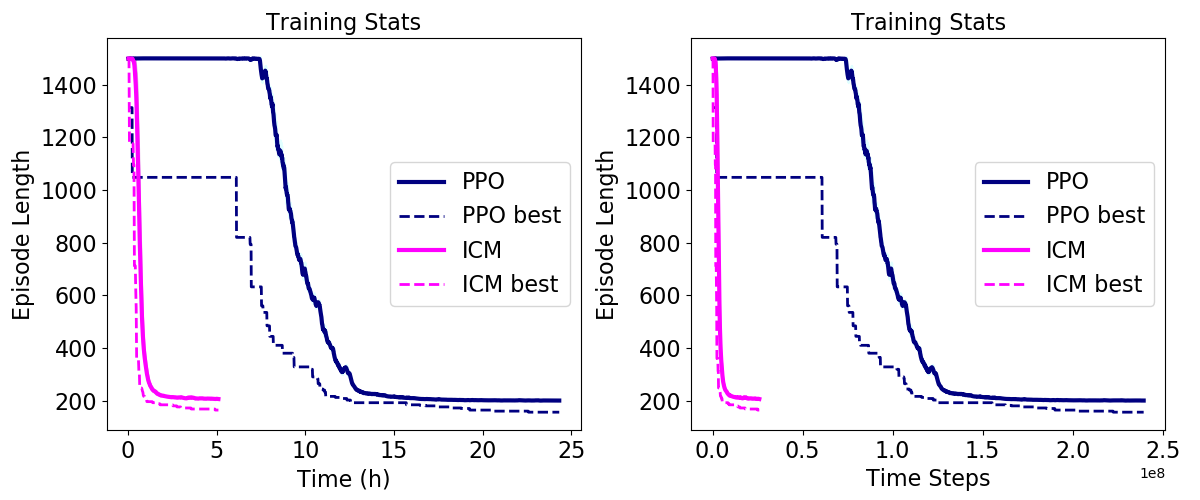 Training Stats
Episode Length
1400
1200
1000
800
600
400
200
0
5
10
15
20
25
Time (h)
PPO
PPO best
ICM
ICM best
Training Stats
Episode Length
1400
1200
1000
800
600
400
200
0.0
0.5
1.0
1.5
2.0
2.5
1e8
Time Steps
PPO
PPO best
ICM
ICM best